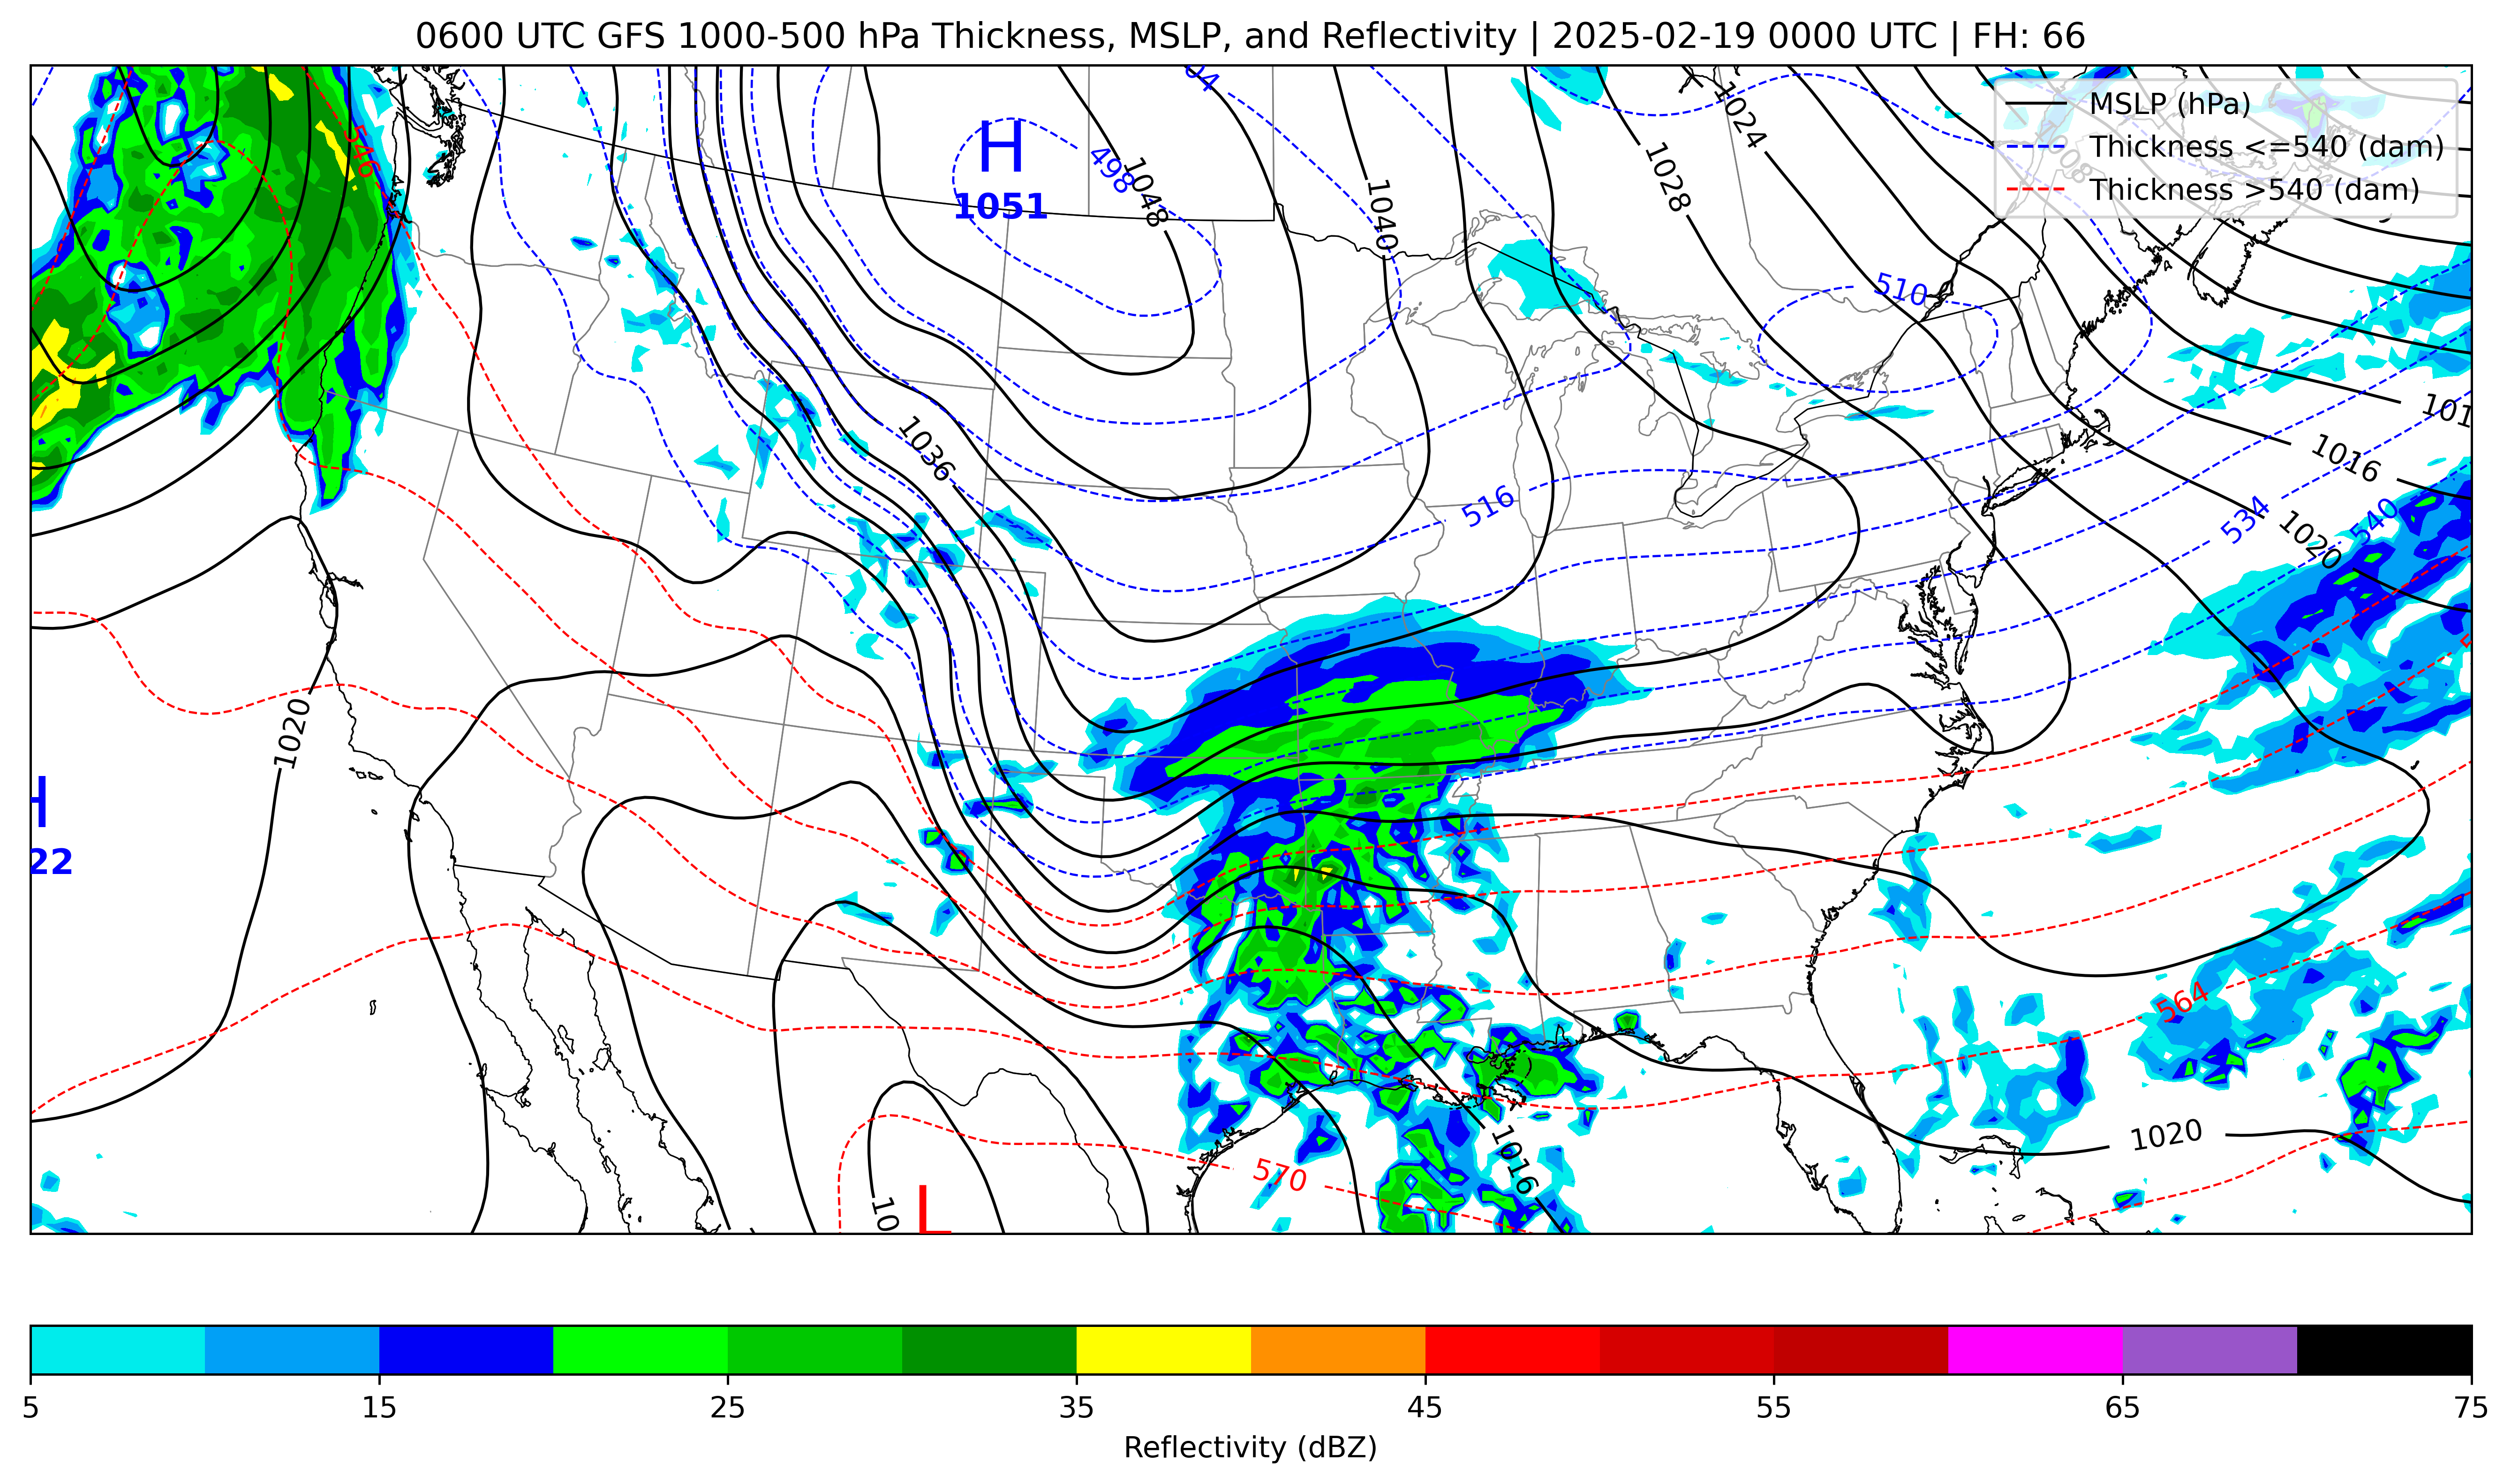 0600 UTC GFS 1000-500 hPa Thickness, MSLP, and Reflectivity | 2025-02-19 0000 UTC | FH: 66
MSLP (hPa)
Thickness <=540 (dam)
Thickness >540 (dam)
1024
1008
546
H
1051
498
1048
1040
1028
510
1036
516
1016
534
540
1020
1020
H
22
564
1020
570
1016
10
L
5 15 25 35 45 55 65 75
Reflectivity (dBZ)